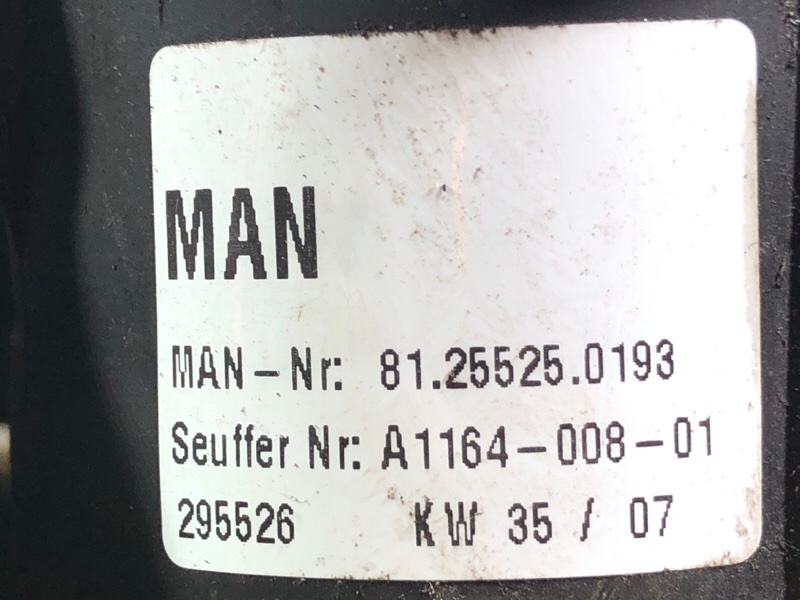 MAN
MAN-Nr: 81.25525.0193
Seuffer Nr: A1164-008-01
295526 KW 35 / 07